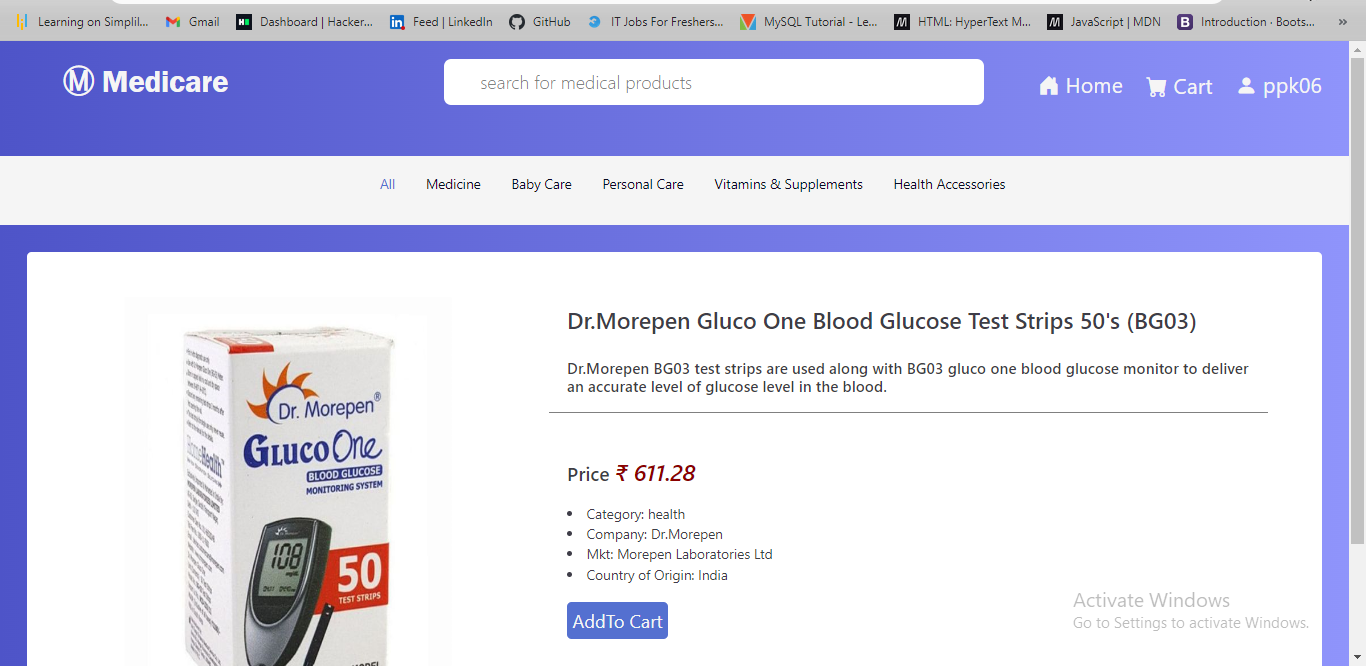 Learning on Simplil...
Gmail
Dashboard | Hacker...
Feed | LinkedIn
GitHub
IT Jobs For Freshers...
MySQL Tutorial - Le...
HTML: HyperText M...
JavaScript | MDN
Introduction · Boots...
»
M Medicare
search for medical products
Home
Cart
ppk06
All
Medicine
Baby Care
Personal Care
Vitamins & Supplements
Health Accessories
Dr. Morepen®
GLUCO One
BLOOD GLUCOSE
MONITORING SYSTEM
108
50
TEST STRIPS
Dr.Morepen Gluco One Blood Glucose Test Strips 50's (BG03)
Dr.Morepen BG03 test strips are used along with BG03 gluco one blood glucose monitor to deliver
an accurate level of glucose level in the blood.
Price ₹ 611.28
Category: health
Company: Dr.Morepen
Mkt: Morepen Laboratories Ltd
Country of Origin: India
AddTo Cart
Activate Windows
Go to Settings to activate Windows.